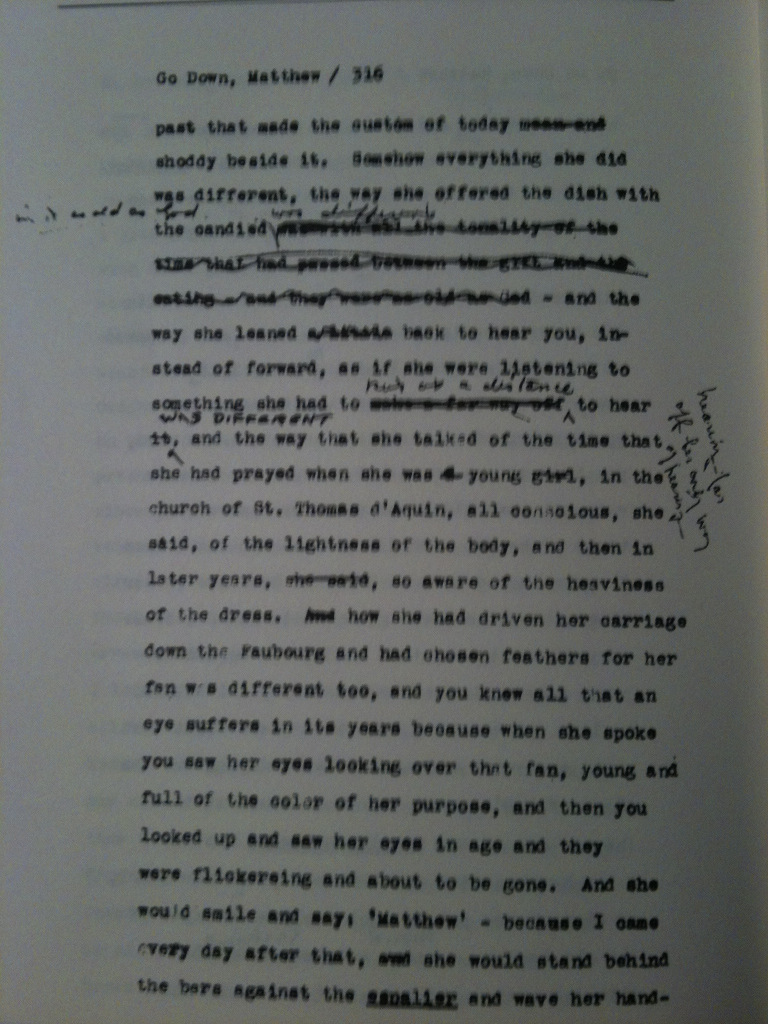 Go Down, Matthew / 316
past that made the custom of today mean and
shoddy beside it. Somehow everything she did
was different, the way she offered the dish with
was different
the candied was with all the tonality of the
time that had passed between the girl and the
eating - and they were as old as God - and the
way she leaned a little back to hear you, in-
stead of forward, as if she were listening to
at a distance
something she had to make a far way off to hear
WAS DIFFERENT
it, and the way that she talked of the time that
she had prayed when she was a young girl, in the
church of St. Thomas d'Aquin, all conscious, she
said, of the lightness of the body, and then in
later years, she said, so aware of the heaviness
of the dress. And how she had driven her carriage
down the Faubourg and had chosen feathers for her
fan was different too, and you knew all that an
eye suffers in its years because when she spoke
you saw her eyes looking over that fan, young and
full of the color of her purpose, and then you
looked up and saw her eyes in age and they
were flickereing and about to be gone. And she
would smile and say; 'Matthew' - because I came
every day after that, and she would stand behind
the bars against the espalier and wave her hand-